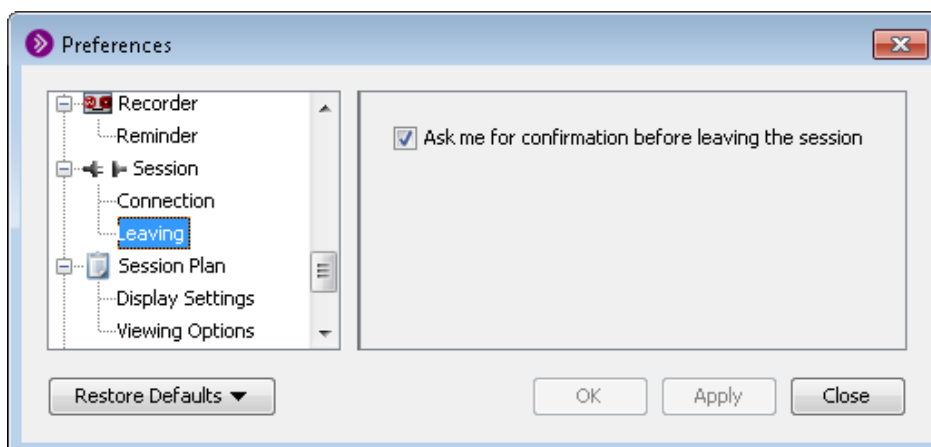 Preferences
Recorder
Reminder
Session
Connection
Leaving
Session Plan
Display Settings
Viewing Options
Ask me for confirmation before leaving the session
Restore Defaults
OK
Apply
Close